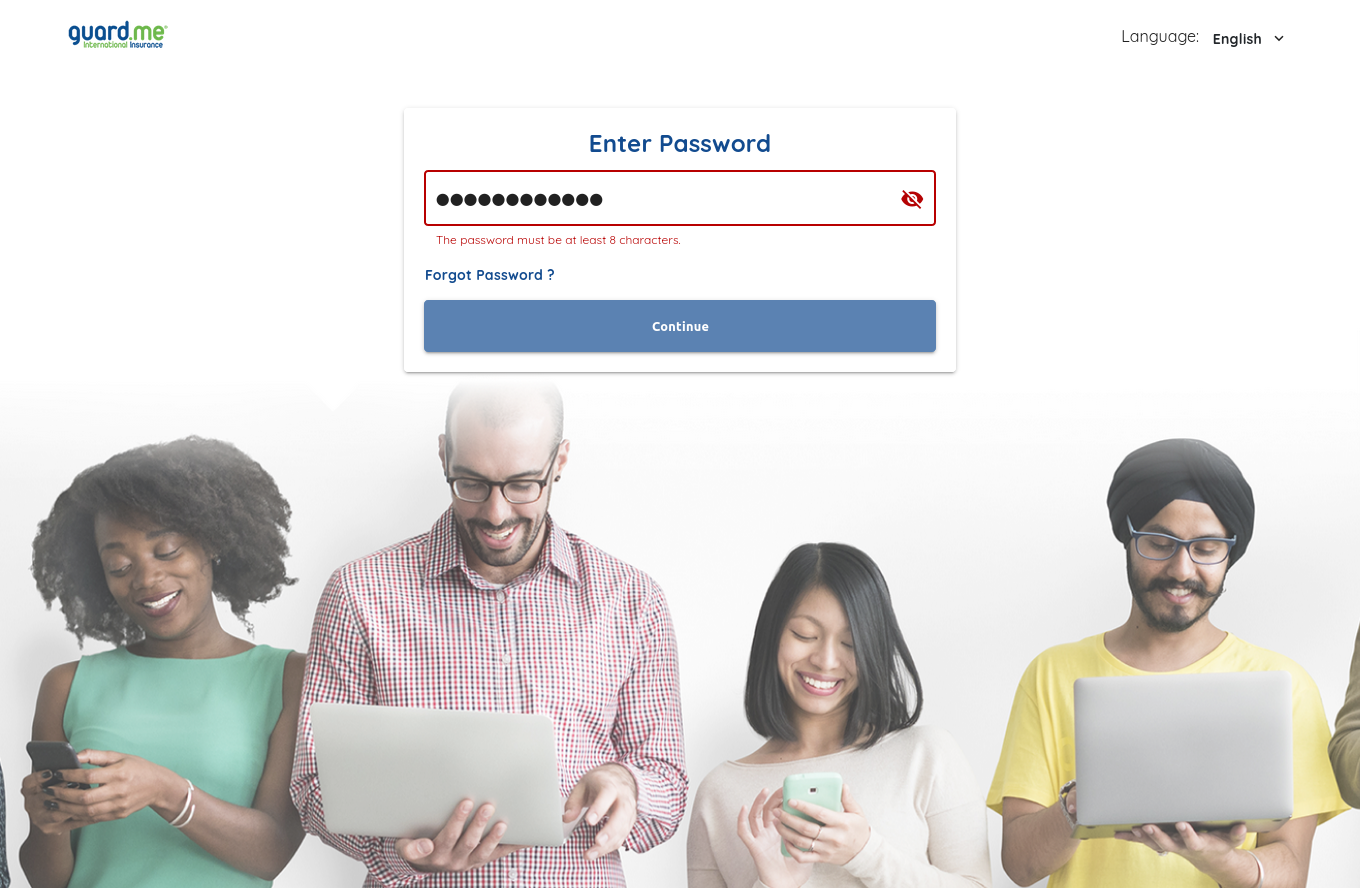 guard.me
International Insurance
Language: English
Enter Password
●●●●●●●●●●●●
The password must be at least 8 characters.
Forgot Password ?
Continue